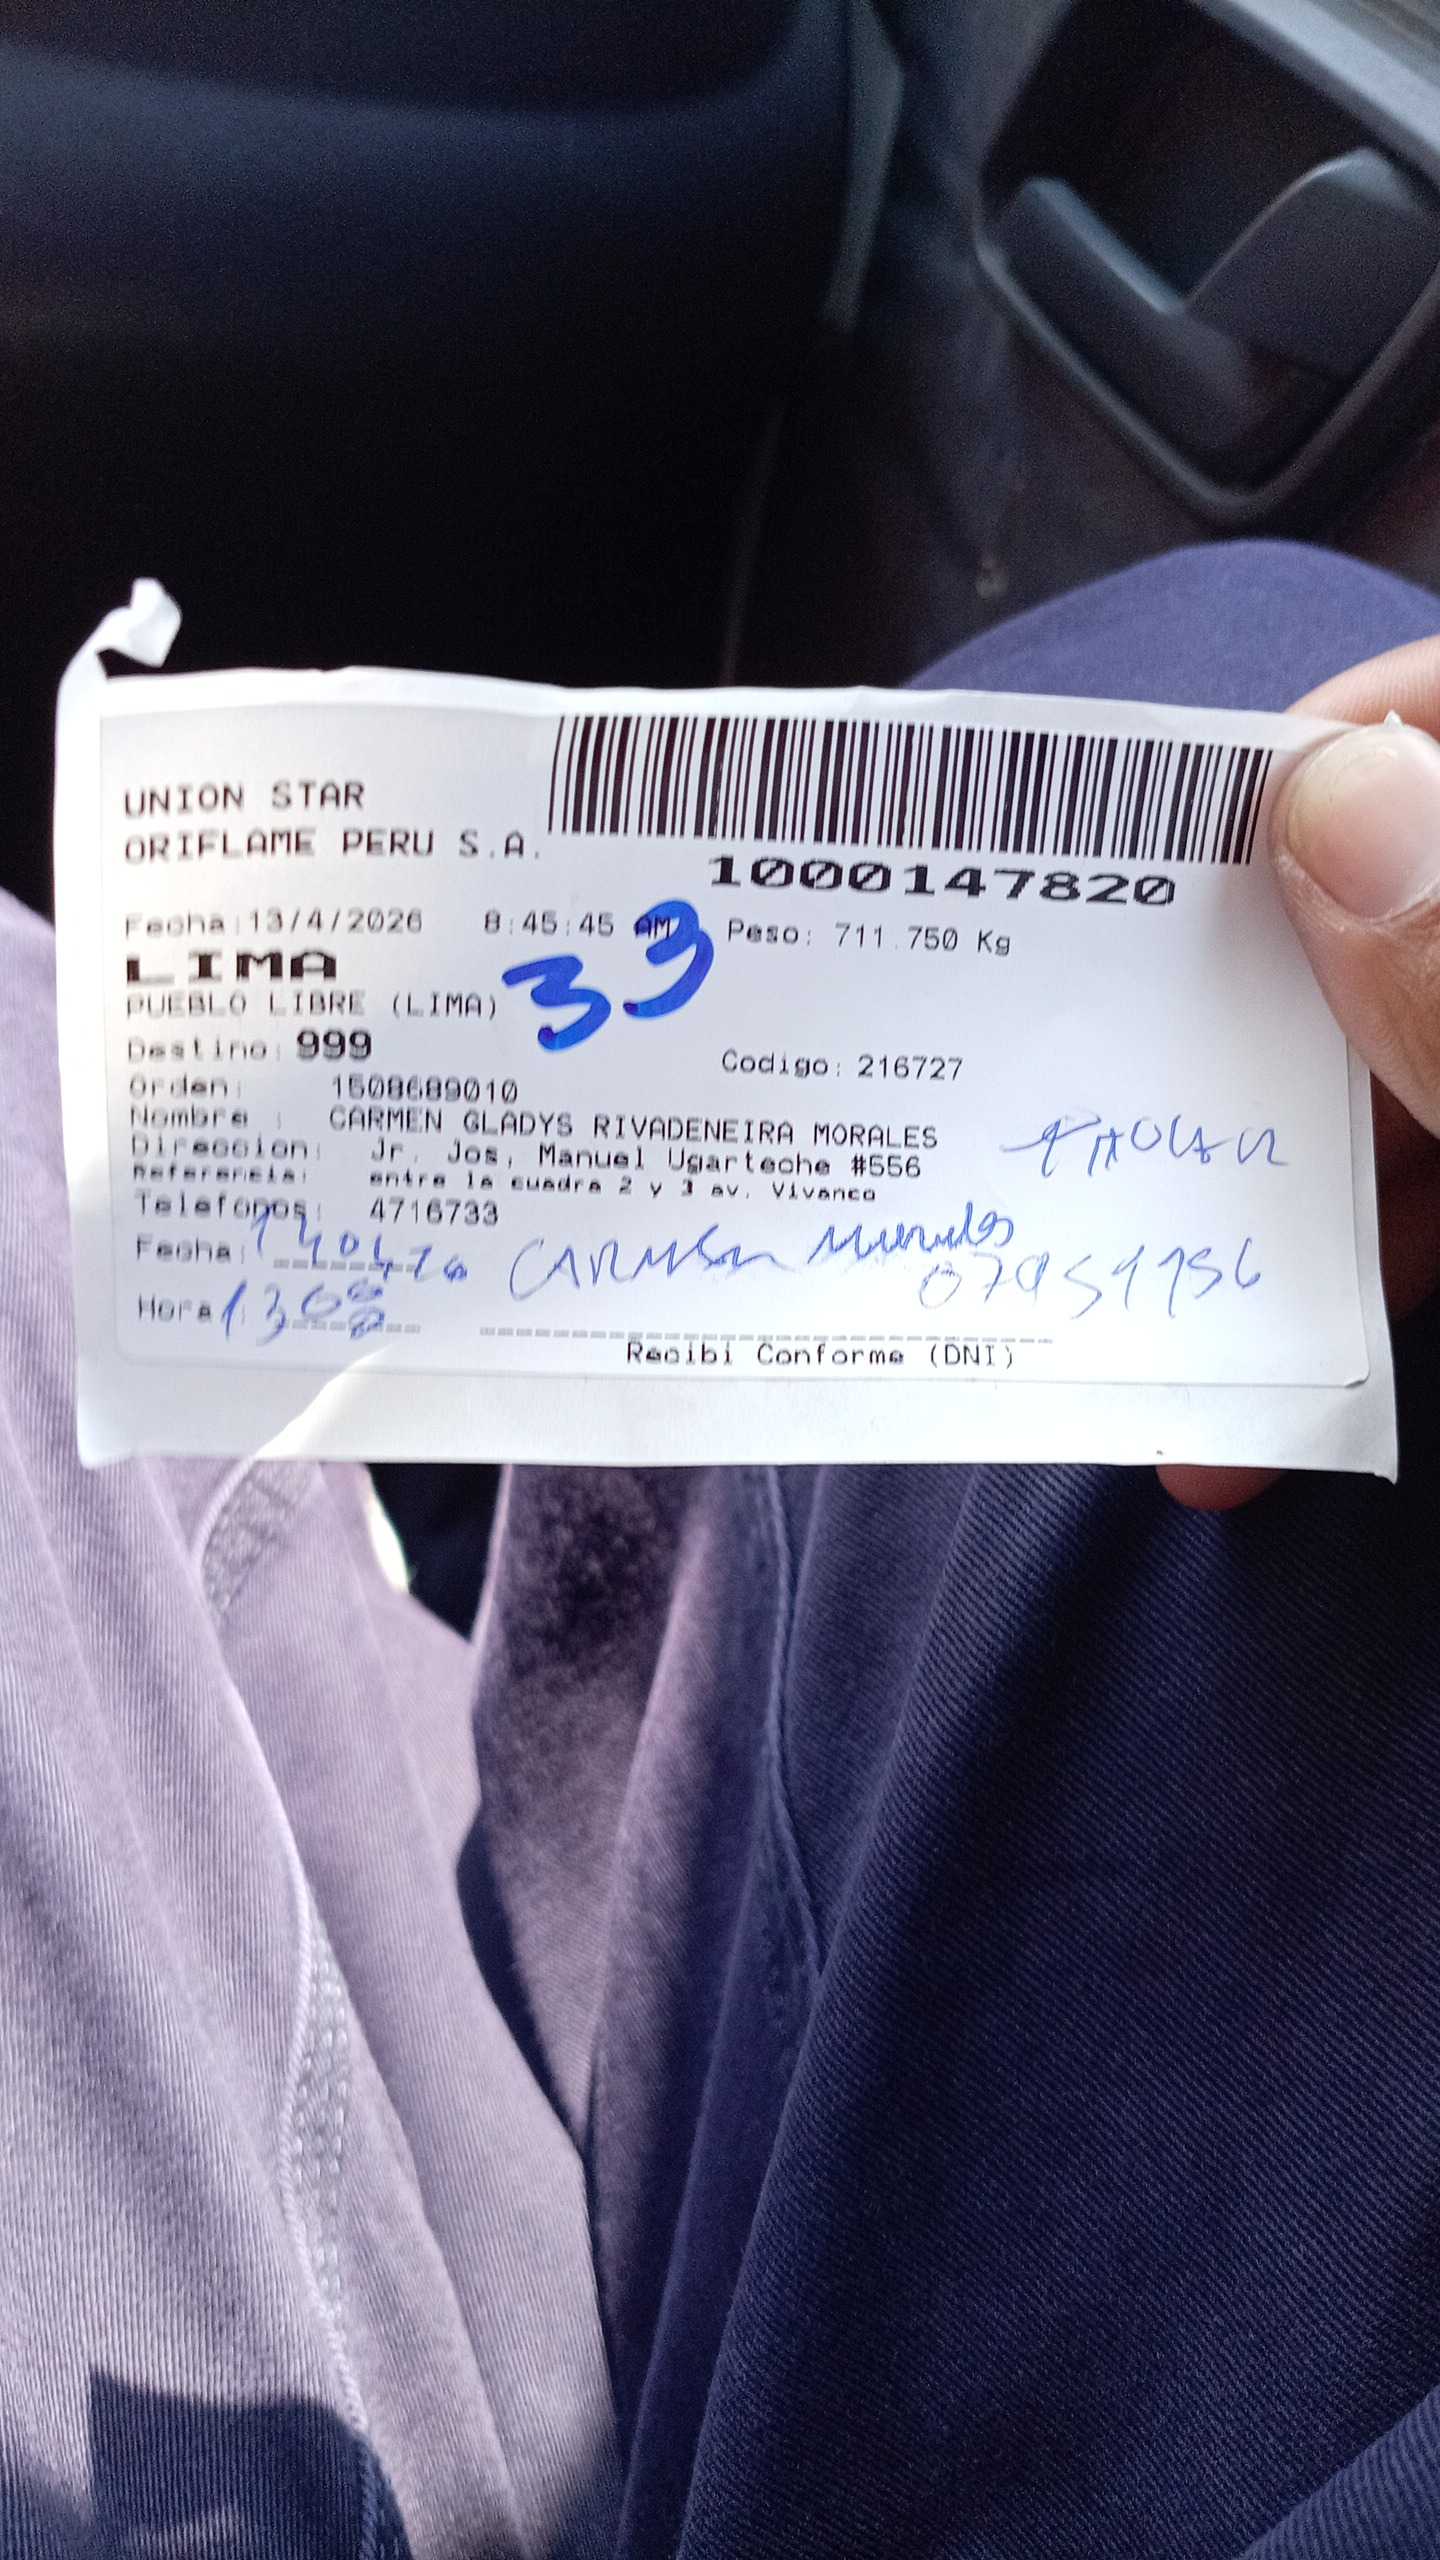 UNION STAR
ORIFLAME PERU S.A.
1000147820
Fecha:13/4/2026 8:45:45 AM Peso: 711.750 Kg
33
LIMA
PUEBLO LIBRE (LIMA)
Destino: 999
Codigo: 216727
Orden: 1508689010
Nombre : CARMEN GLADYS RIVADENEIRA MORALES
Direccion: Jr. Jos, Manuel Ugarteche #556
Referencia: entre la cuadra 2 y 3 av. Vivanco
Telefonos: 4716733
Fecha:
CARMEN Morales
Hora:
Recibi Conforme (DNI)